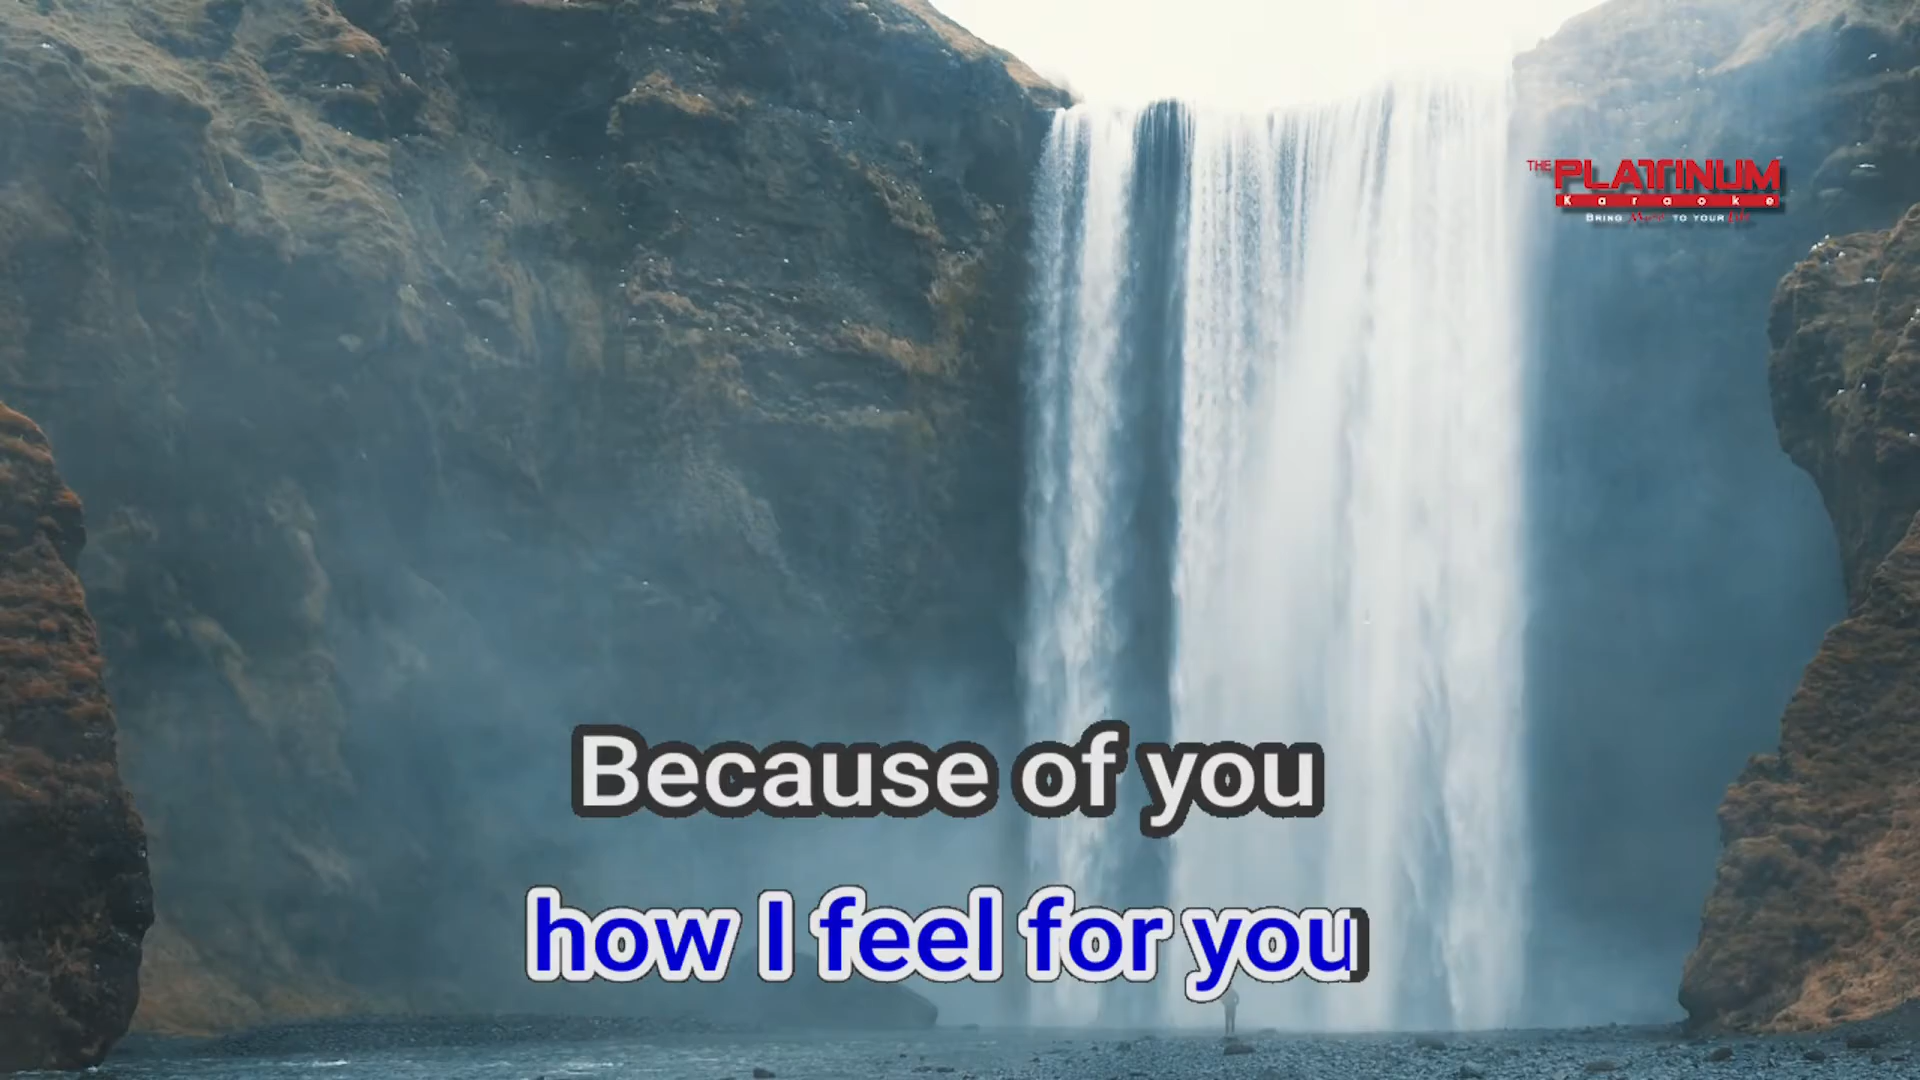 THE PLATINUM
Karaoke
BRING Music TO YOUR Life
Because of you
how I feel for you